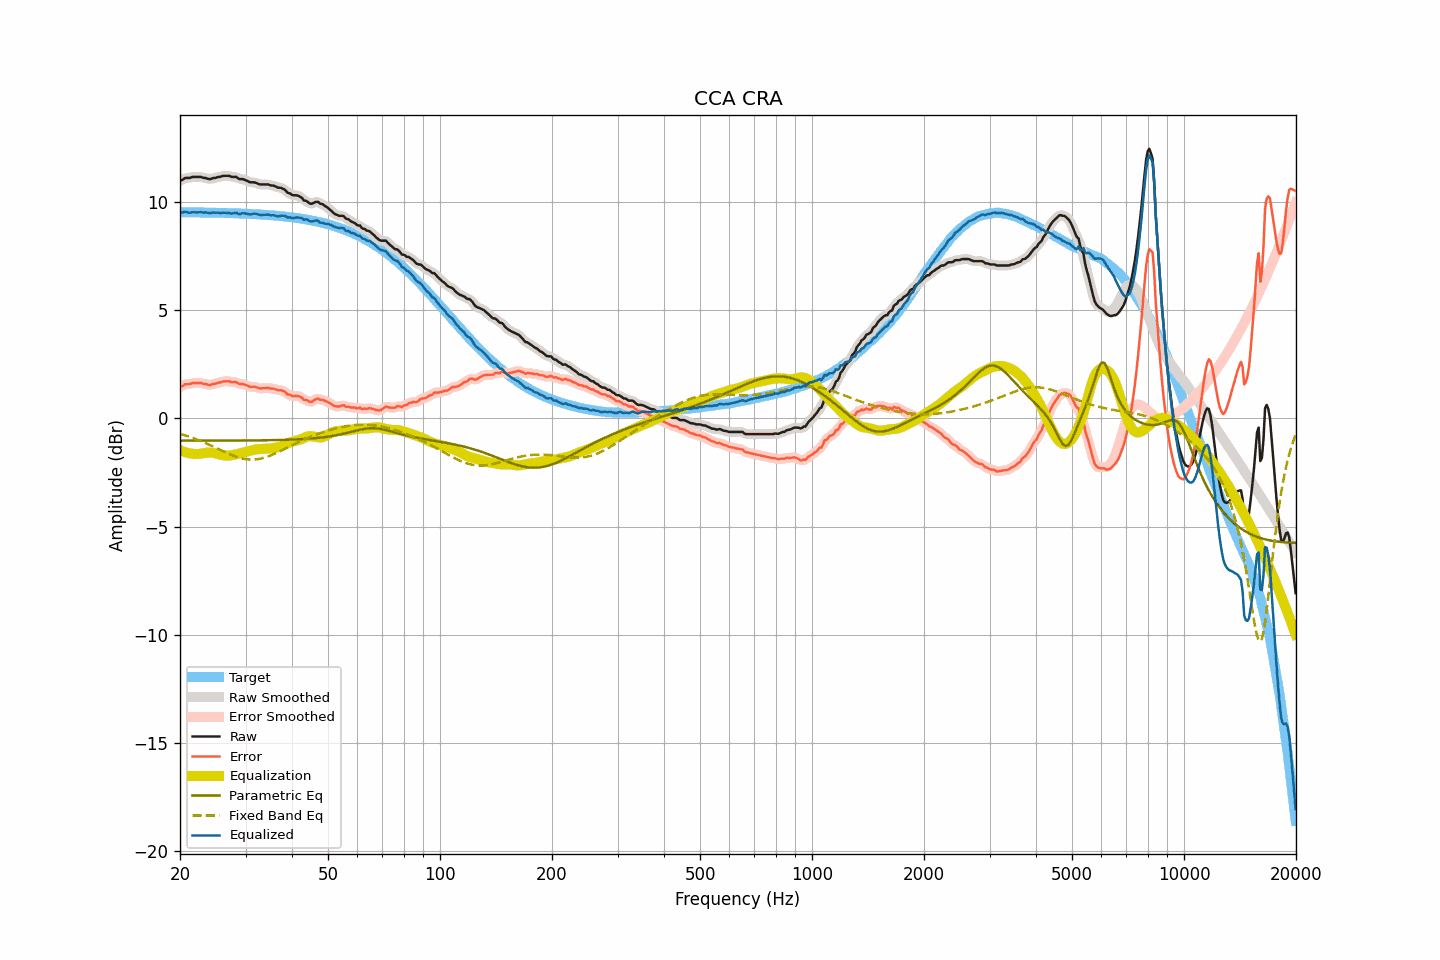 CCA CRA
Amplitude (dBr)
10
5
0
−5
−10
−15
−20
Target
Raw Smoothed
Error Smoothed
Raw
Error
Equalization
Parametric Eq
Fixed Band Eq
Equalized
20 50 100 200 500 1000 2000 5000 10000 20000
Frequency (Hz)